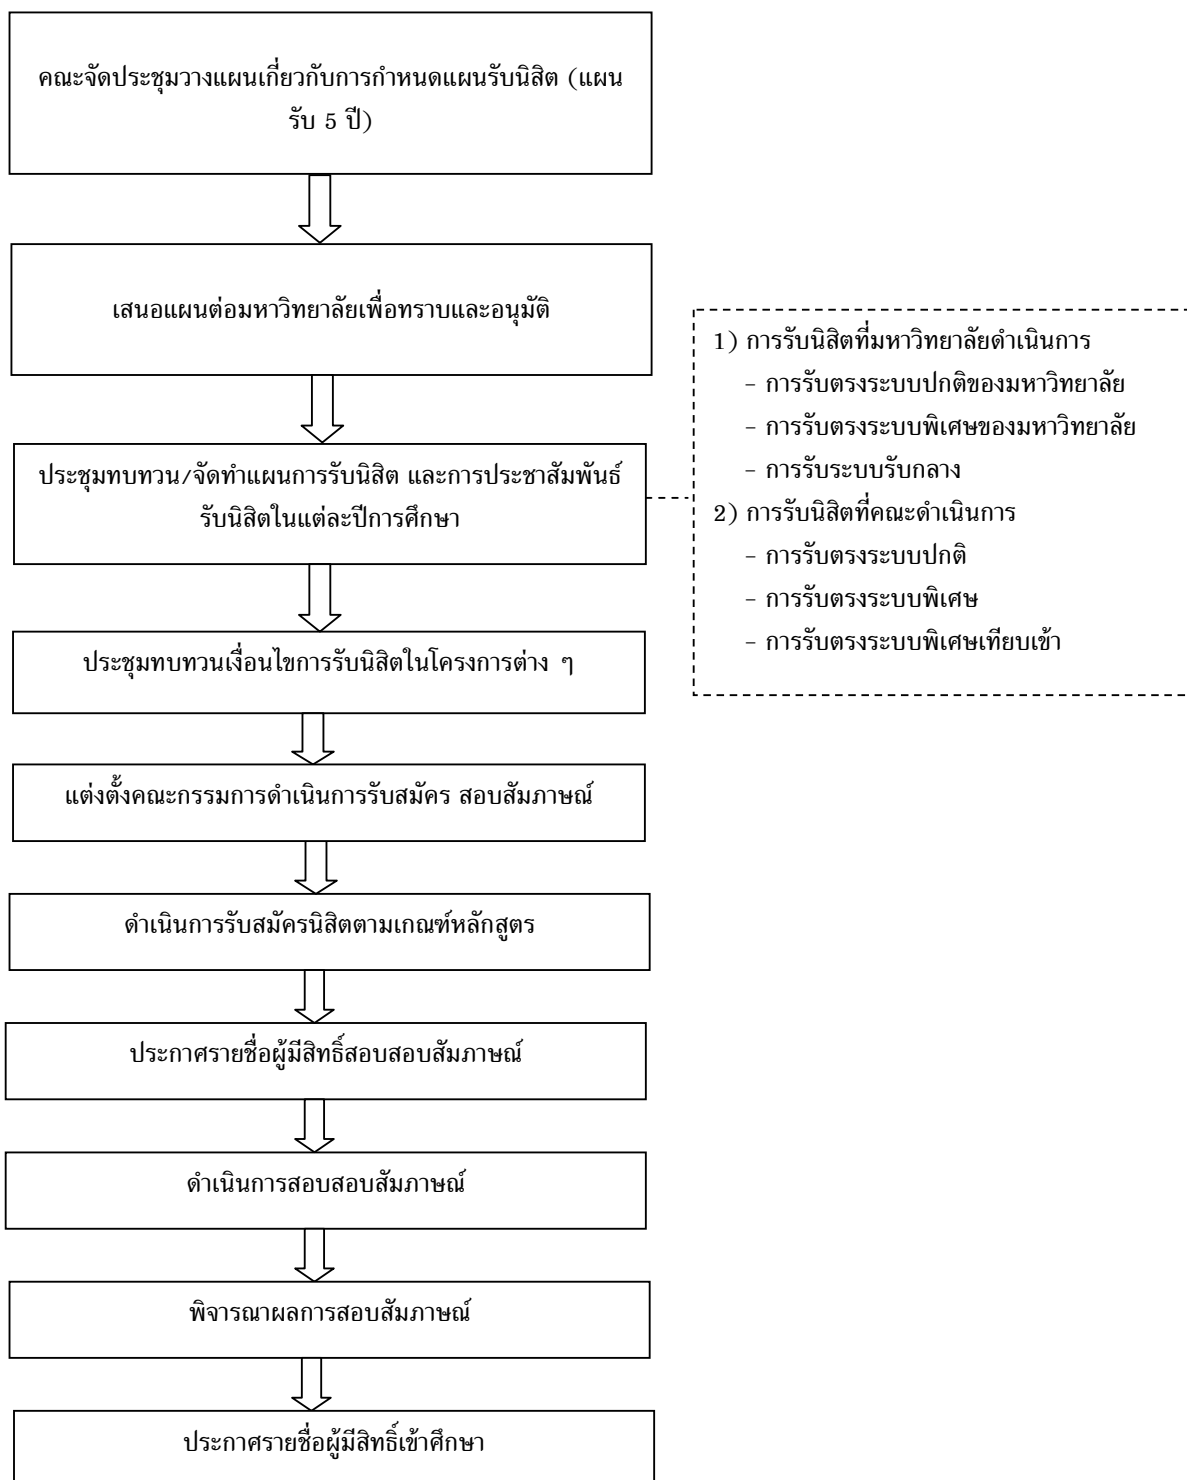 คณะจัดประชุมวางแผนเกี่ยวกับการกำหนดแผนรับนิสิต (แผน
รับ 5 ปี)
เสนอแผนต่อมหาวิทยาลัยเพื่อทราบและอนุมัติ
ประชุมทบทวน/จัดทำแผนการรับนิสิต และการประชาสัมพันธ์
รับนิสิตในแต่ละปีการศึกษา
1) การรับนิสิตที่มหาวิทยาลัยดำเนินการ
- การรับตรงระบบปกติของมหาวิทยาลัย
- การรับตรงระบบพิเศษของมหาวิทยาลัย
- การรับระบบรับกลาง
2) การรับนิสิตที่คณะดำเนินการ
- การรับตรงระบบปกติ
- การรับตรงระบบพิเศษ
- การรับตรงระบบพิเศษเทียบเข้า
ประชุมทบทวนเงื่อนไขการรับนิสิตในโครงการต่าง ๆ
แต่งตั้งคณะกรรมการดำเนินการรับสมัคร สอบสัมภาษณ์
ดำเนินการรับสมัครนิสิตตามเกณฑ์หลักสูตร
ประกาศรายชื่อผู้มีสิทธิ์สอบสอบสัมภาษณ์
ดำเนินการสอบสอบสัมภาษณ์
พิจารณาผลการสอบสัมภาษณ์
ประกาศรายชื่อผู้มีสิทธิ์เข้าศึกษา